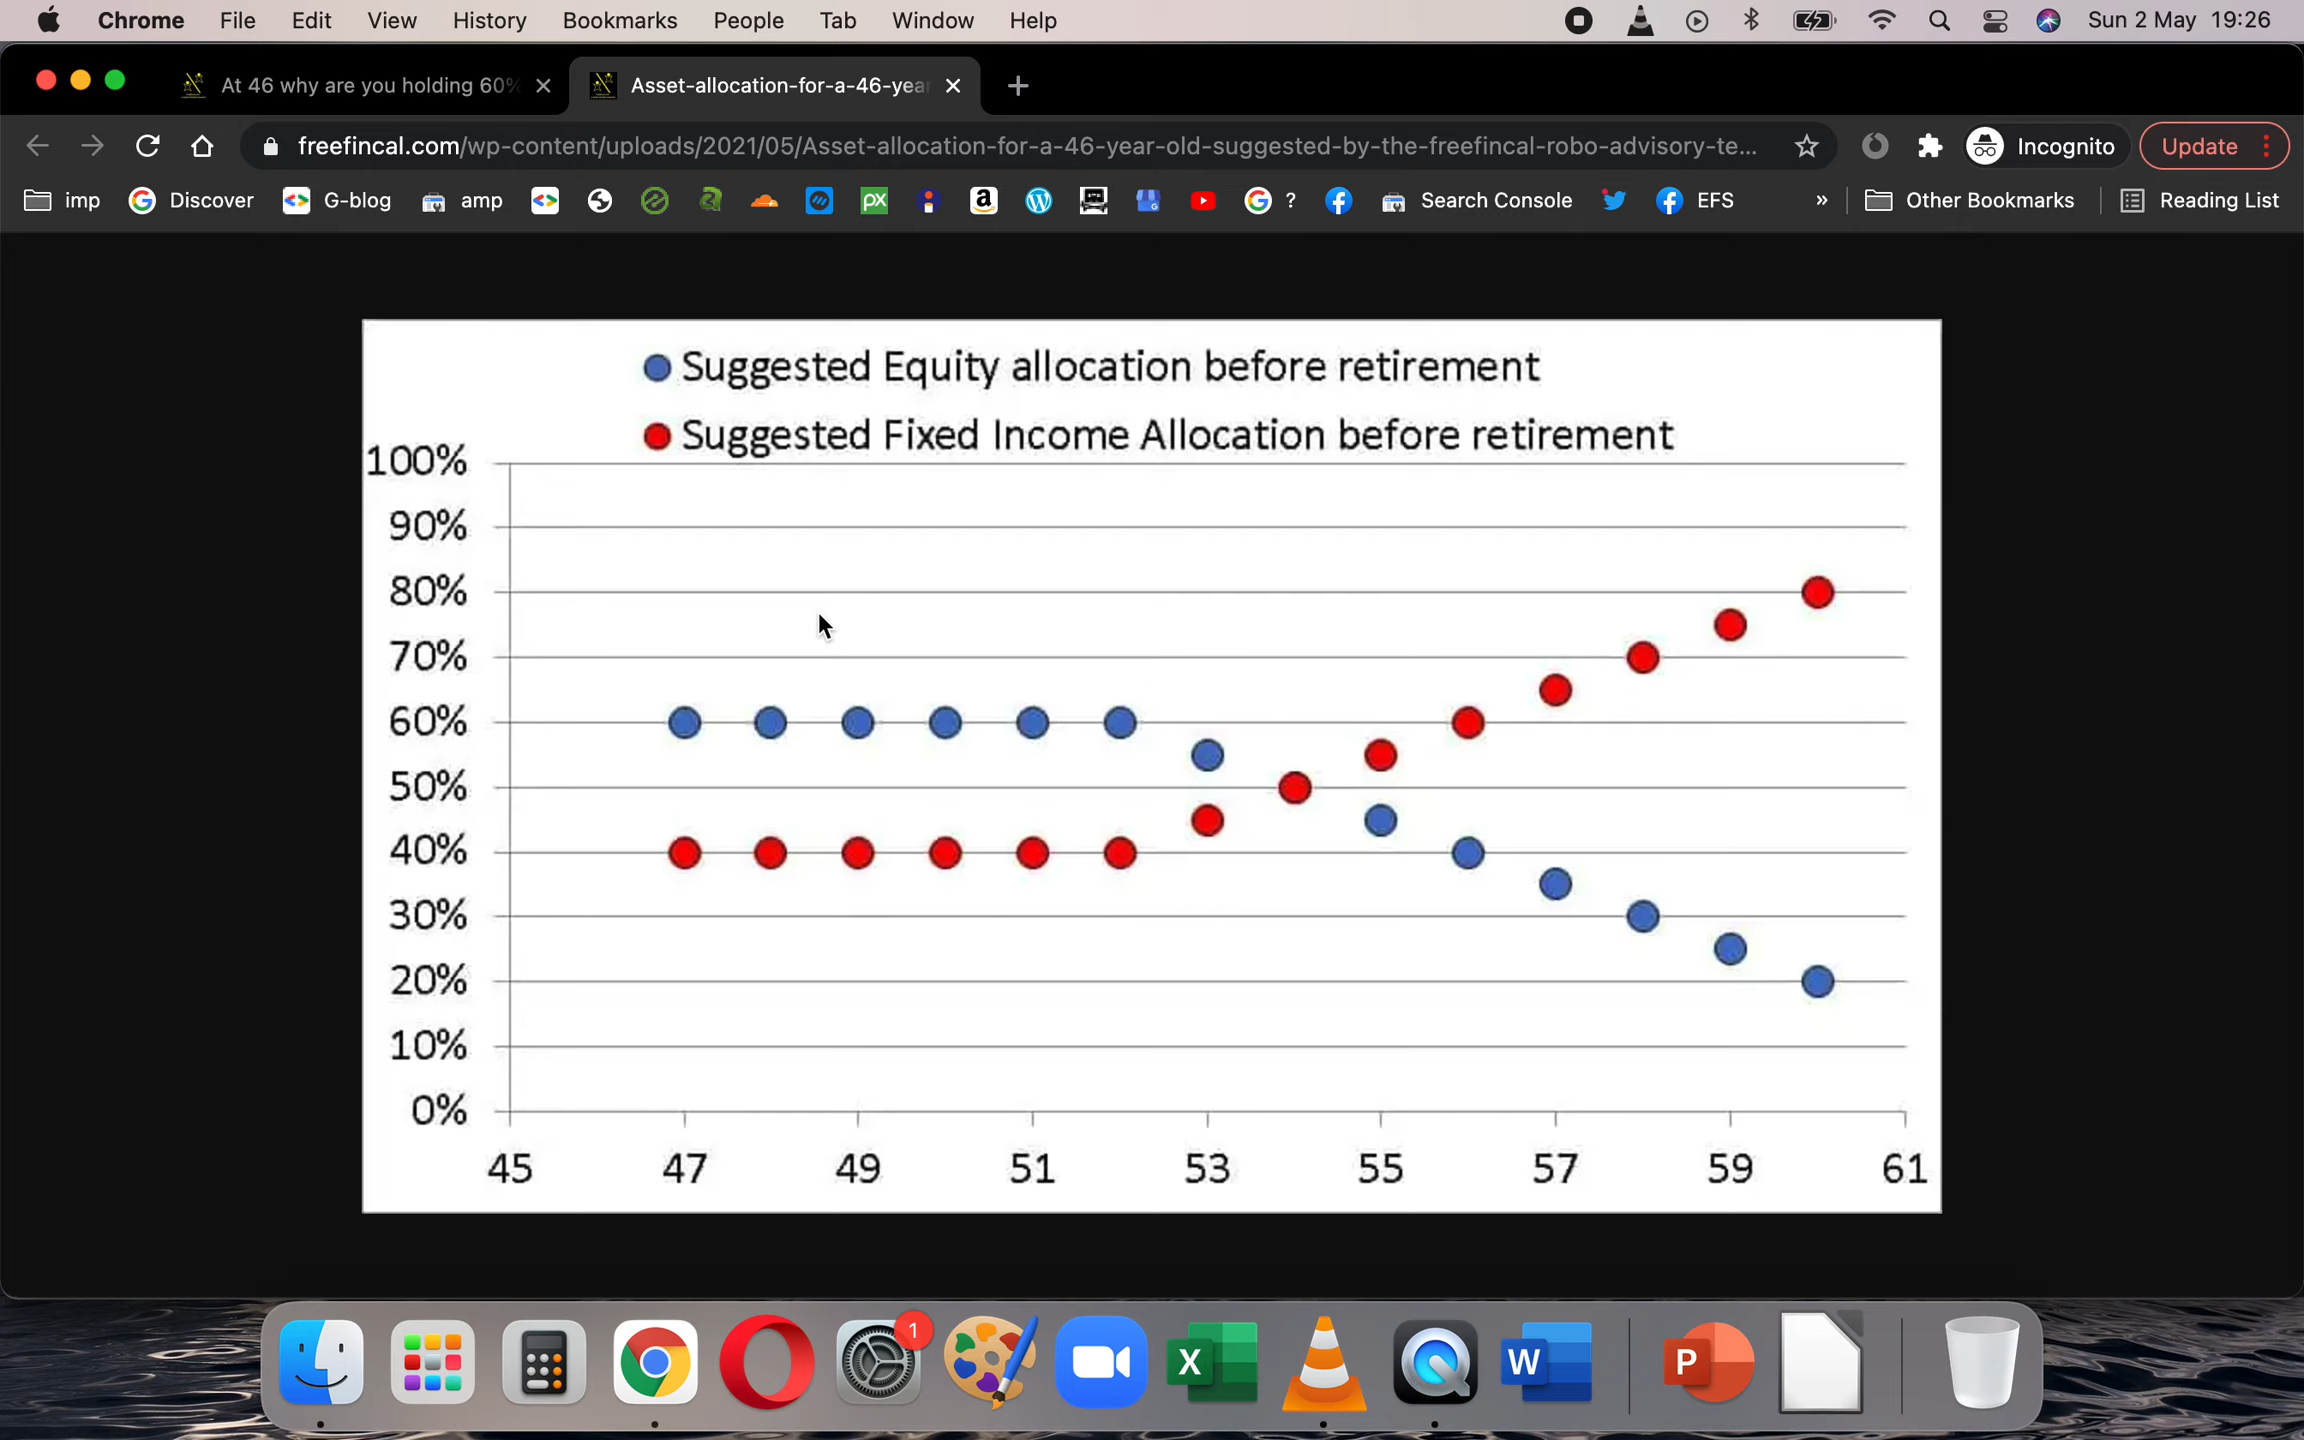 Chrome File Edit View History Bookmarks People Tab Window Help Sun 2 May 19:26
At 46 why are you holding 60% Asset-allocation-for-a-46-yea
freefincal.com/wp-content/uploads/2021/05/Asset-allocation-for-a-46-year-old-suggested-by-the-freefincal-robo-advisory-te... Incognito Update
imp Discover G-blog amp px a G ? Search Console EFS » Other Bookmarks Reading List
Suggested Equity allocation before retirement
Suggested Fixed Income Allocation before retirement
100%
90%
80%
70%
60%
50%
40%
30%
20%
10%
0%
45 47 49 51 53 55 57 59 61
1
X W P